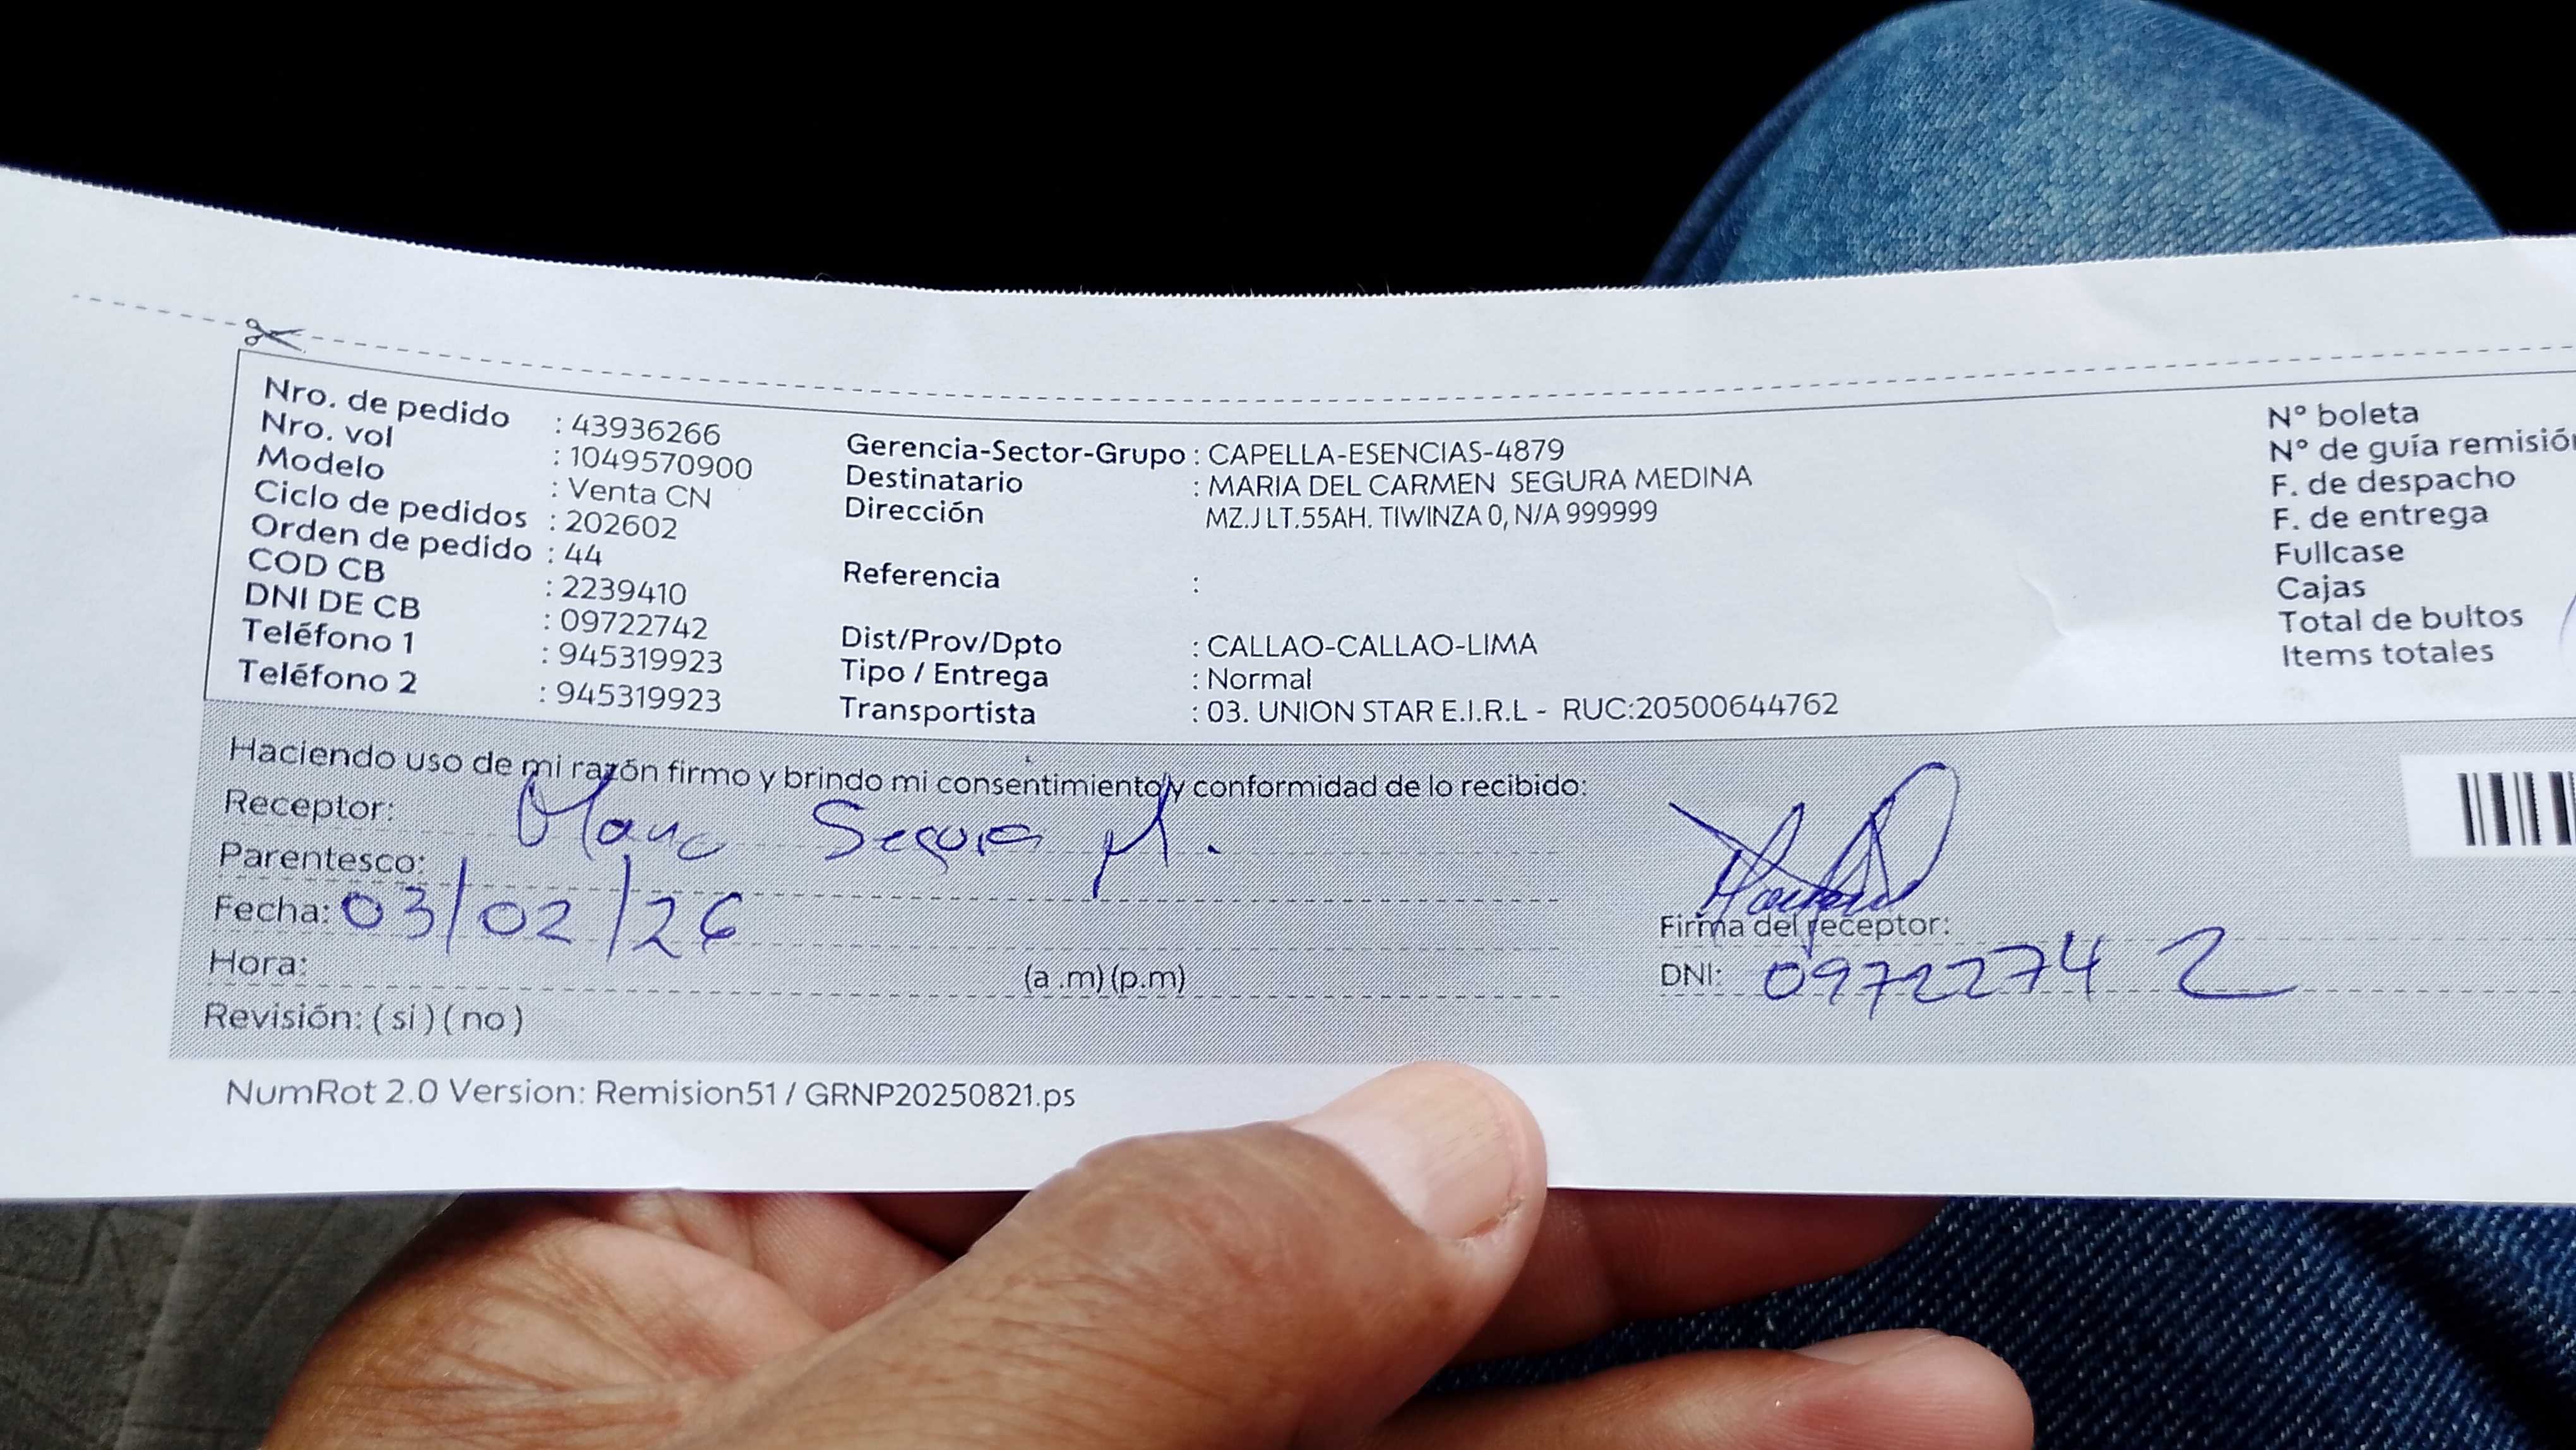 Nro. de pedido : 43936266
Nro. vol : 1049570900
Modelo : Venta CN
Ciclo de pedidos : 202602
Orden de pedido : 44
COD CB : 2239410
DNI DE CB : 09722742
Teléfono 1 : 945319923
Teléfono 2 : 945319923
Gerencia-Sector-Grupo : CAPELLA-ESENCIAS-4879
Destinatario : MARIA DEL CARMEN SEGURA MEDINA
Dirección MZ.J LT.55AH. TIWINZA 0, N/A 999999
Referencia :
Dist/Prov/Dpto : CALLAO-CALLAO-LIMA
Tipo / Entrega : Normal
Transportista : 03. UNION STAR E.I.R.L - RUC:20500644762
N° boleta
N° de guía remisión
F. de despacho
F. de entrega
Fullcase
Cajas
Total de bultos
Items totales
Haciendo uso de mi razón firmo y brindo mi consentimiento y conformidad de lo recibido:
Receptor: Segura M.
Parentesco:
Fecha: 03/02/26
Hora: (a .m) (p.m)
Revisión: ( si ) ( no )
Firma del receptor:
DNI: 09722742
NumRot 2.0 Version: Remision51 / GRNP20250821.ps